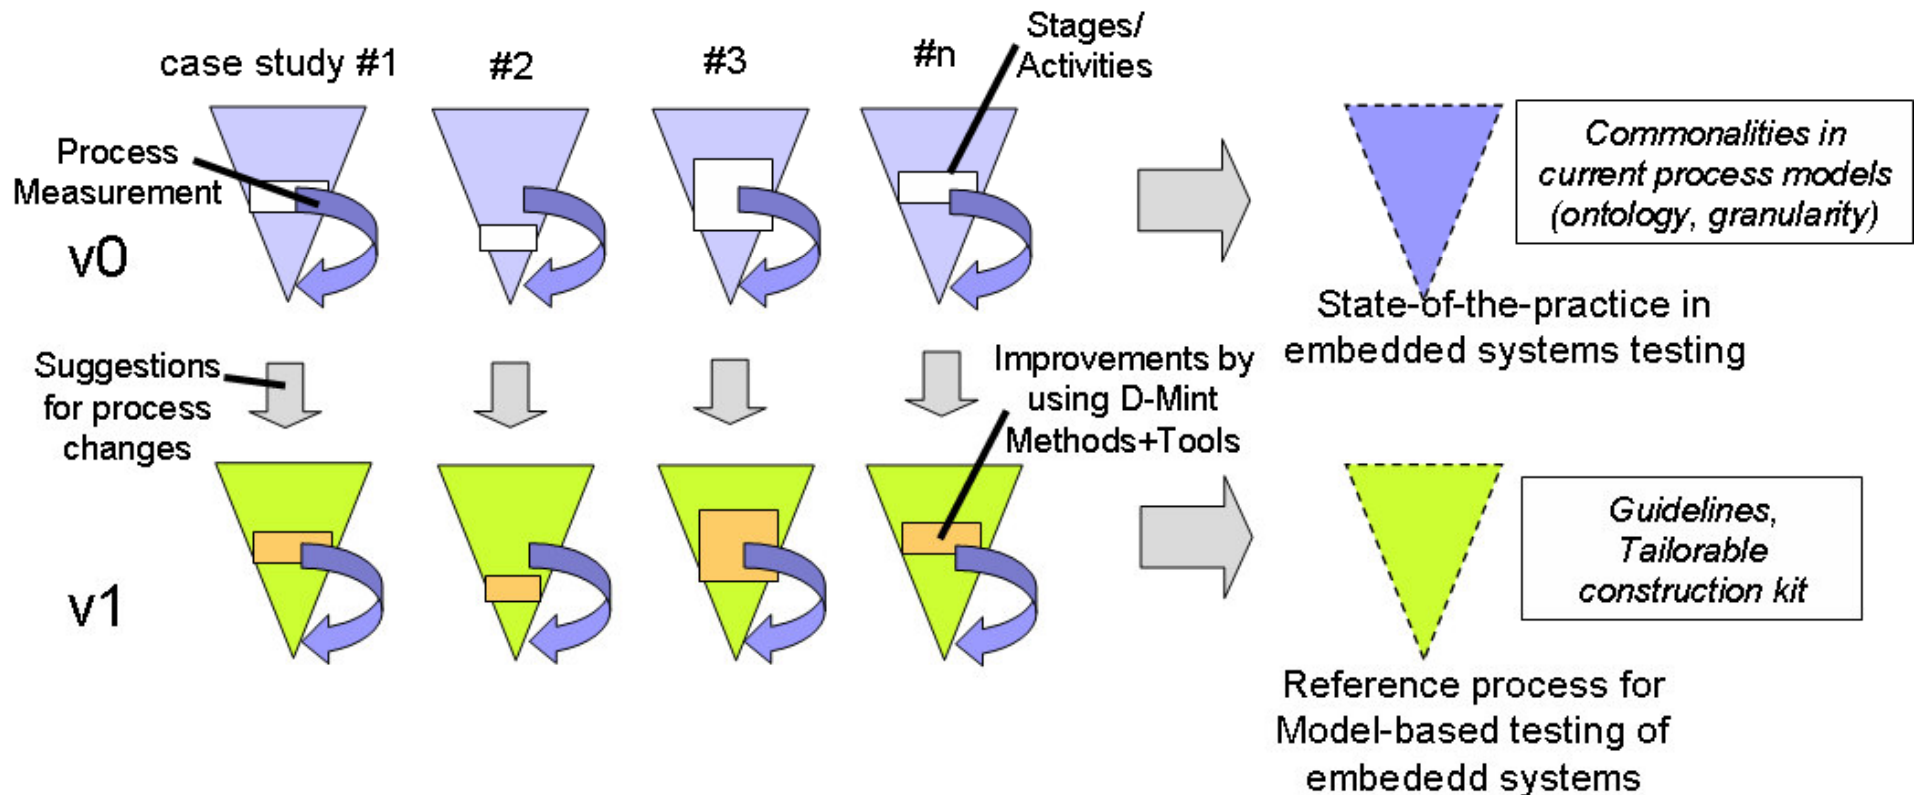 case study #1
#2
#3
#n
Stages/
Activities
Process
Measurement
v0
Commonalities in
current process models
(ontology, granularity)
State-of-the-practice in
embedded systems testing
Suggestions
for process
changes
Improvements by
using D-Mint
Methods+Tools
v1
Guidelines,
Tailorable
construction kit
Reference process for
Model-based testing of
embededd systems